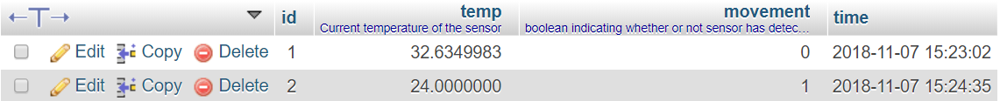 id temp movement time
Current temperature of the sensor boolean indicating whether or not sensor has detec...
Edit Copy Delete 1 32.6349983 0 2018-11-07 15:23:02
Edit Copy Delete 2 24.0000000 1 2018-11-07 15:24:35